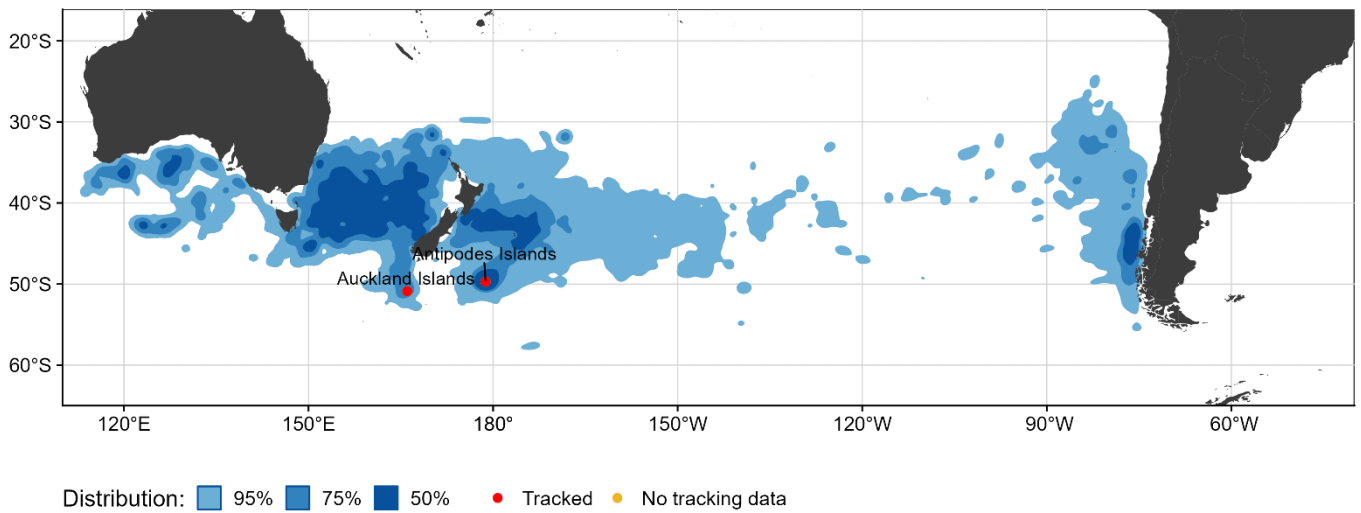 20°S
30°S
40°S
50°S
60°S
Antipodes Islands
Auckland Islands
120°E
150°E
180°
150°W
120°W
90°W
60°W
Distribution: 95% 75% 50% Tracked No tracking data